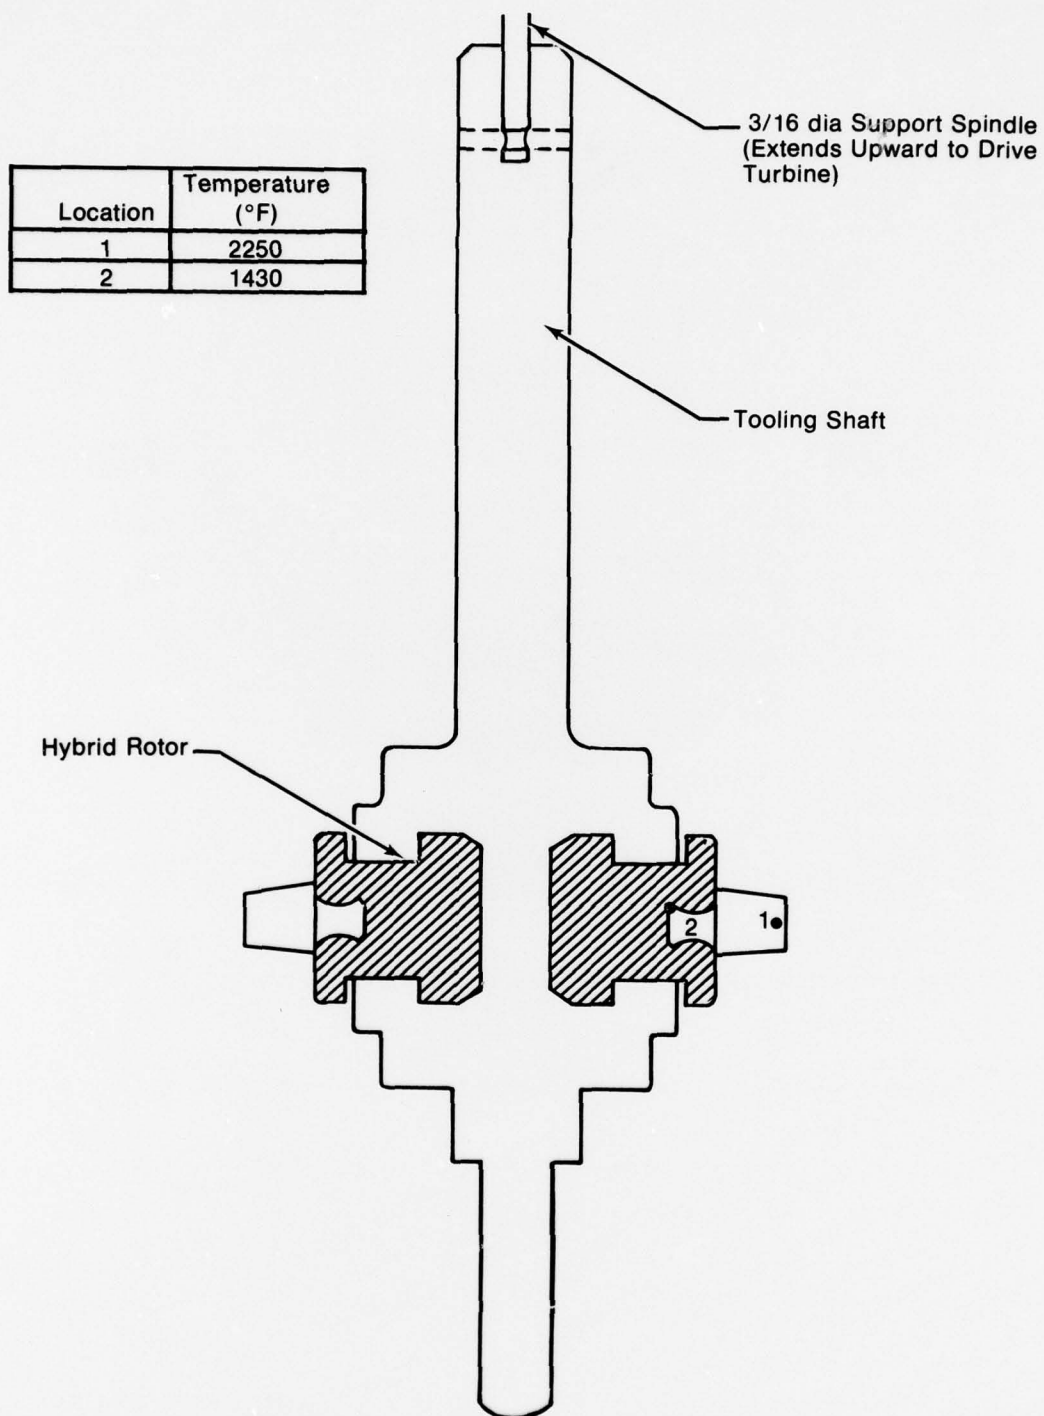 3/16 dia Support Spindle
(Extends Upward to Drive
Turbine)
Location
Temperature
(°F)
1 2250
2 1430
Tooling Shaft
Hybrid Rotor
2
1